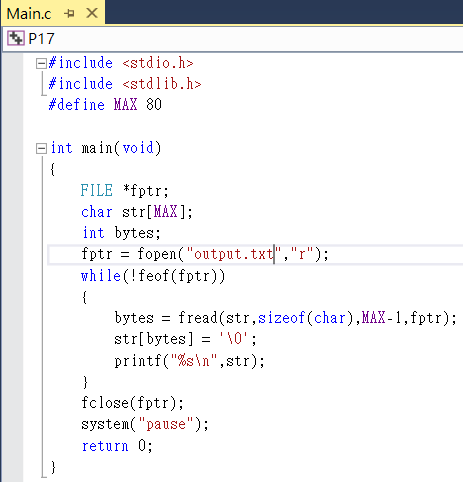 Main.c
P17
#include <stdio.h>
#include <stdlib.h>
#define MAX 80
int main(void)
{
FILE *fptr;
char str[MAX];
int bytes;
fptr = fopen("output.txt","r");
while(!feof(fptr))
{
bytes = fread(str,sizeof(char),MAX-1,fptr);
str[bytes] = '\0';
printf("%s\n",str);
}
fclose(fptr);
system("pause");
return 0;
}